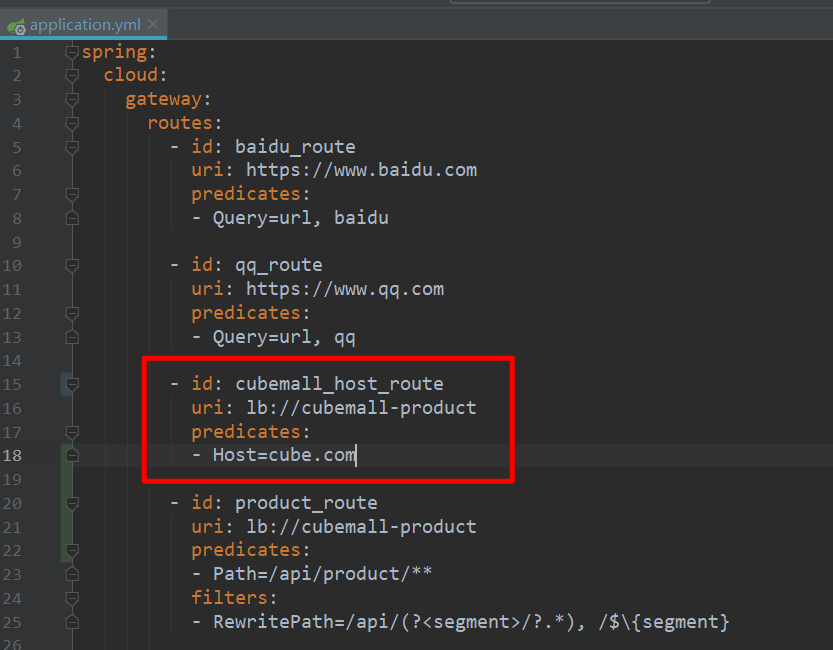 application.yml
1 spring:
2 cloud:
3 gateway:
4 routes:
5 - id: baidu_route
6 uri: https://www.baidu.com
7 predicates:
8 - Query=url, baidu
9
10 - id: qq_route
11 uri: https://www.qq.com
12 predicates:
13 - Query=url, qq
14
15 - id: cubemall_host_route
16 uri: lb://cubemall-product
17 predicates:
18 - Host=cube.com
19
20 - id: product_route
21 uri: lb://cubemall-product
22 predicates:
23 - Path=/api/product/**
24 filters:
25 - RewritePath=/api/(?<segment>/?.*), /$\{segment}
26